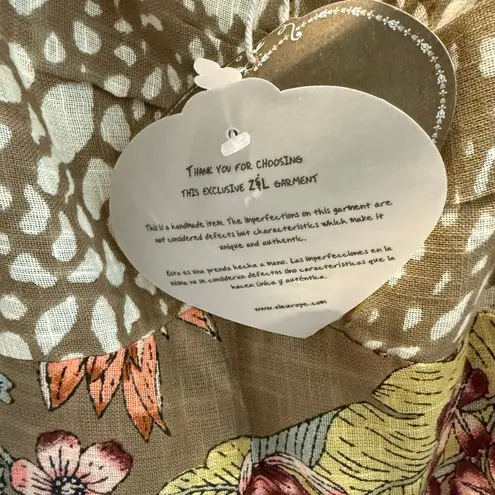 THANK YOU FOR CHOOSING
THIS EXCLUSIVE ZÍL GARMENT
This is a handmade item. The imperfections on this garment are
not considered defects but characteristics which make it
unique and authentic.
Esta es una prenda hecha a mano. Las imperfecciones en la
misma no se consideran defectos sino características que la
hacen única y auténtica.
www.zleurope.com